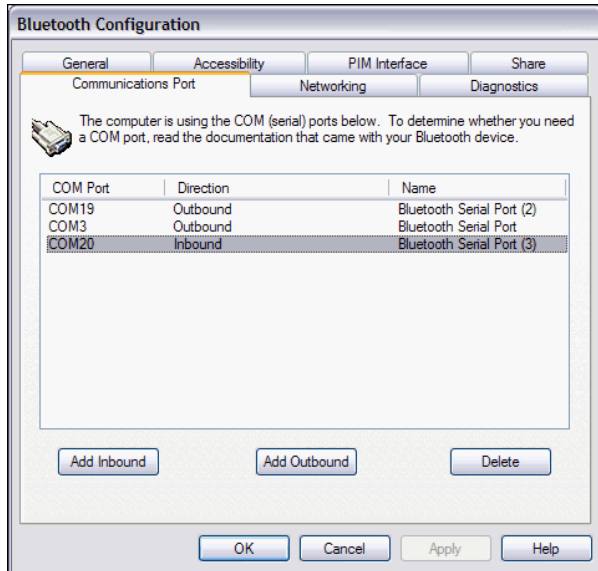 Bluetooth Configuration
General Accessibility PIM Interface Share
Communications Port Networking Diagnostics
The computer is using the COM (serial) ports below. To determine whether you need
a COM port, read the documentation that came with your Bluetooth device.
COM Port Direction Name
COM19 Outbound Bluetooth Serial Port (2)
COM3 Outbound Bluetooth Serial Port
COM20 Inbound Bluetooth Serial Port (3)
Add Inbound Add Outbound Delete
OK Cancel Apply Help